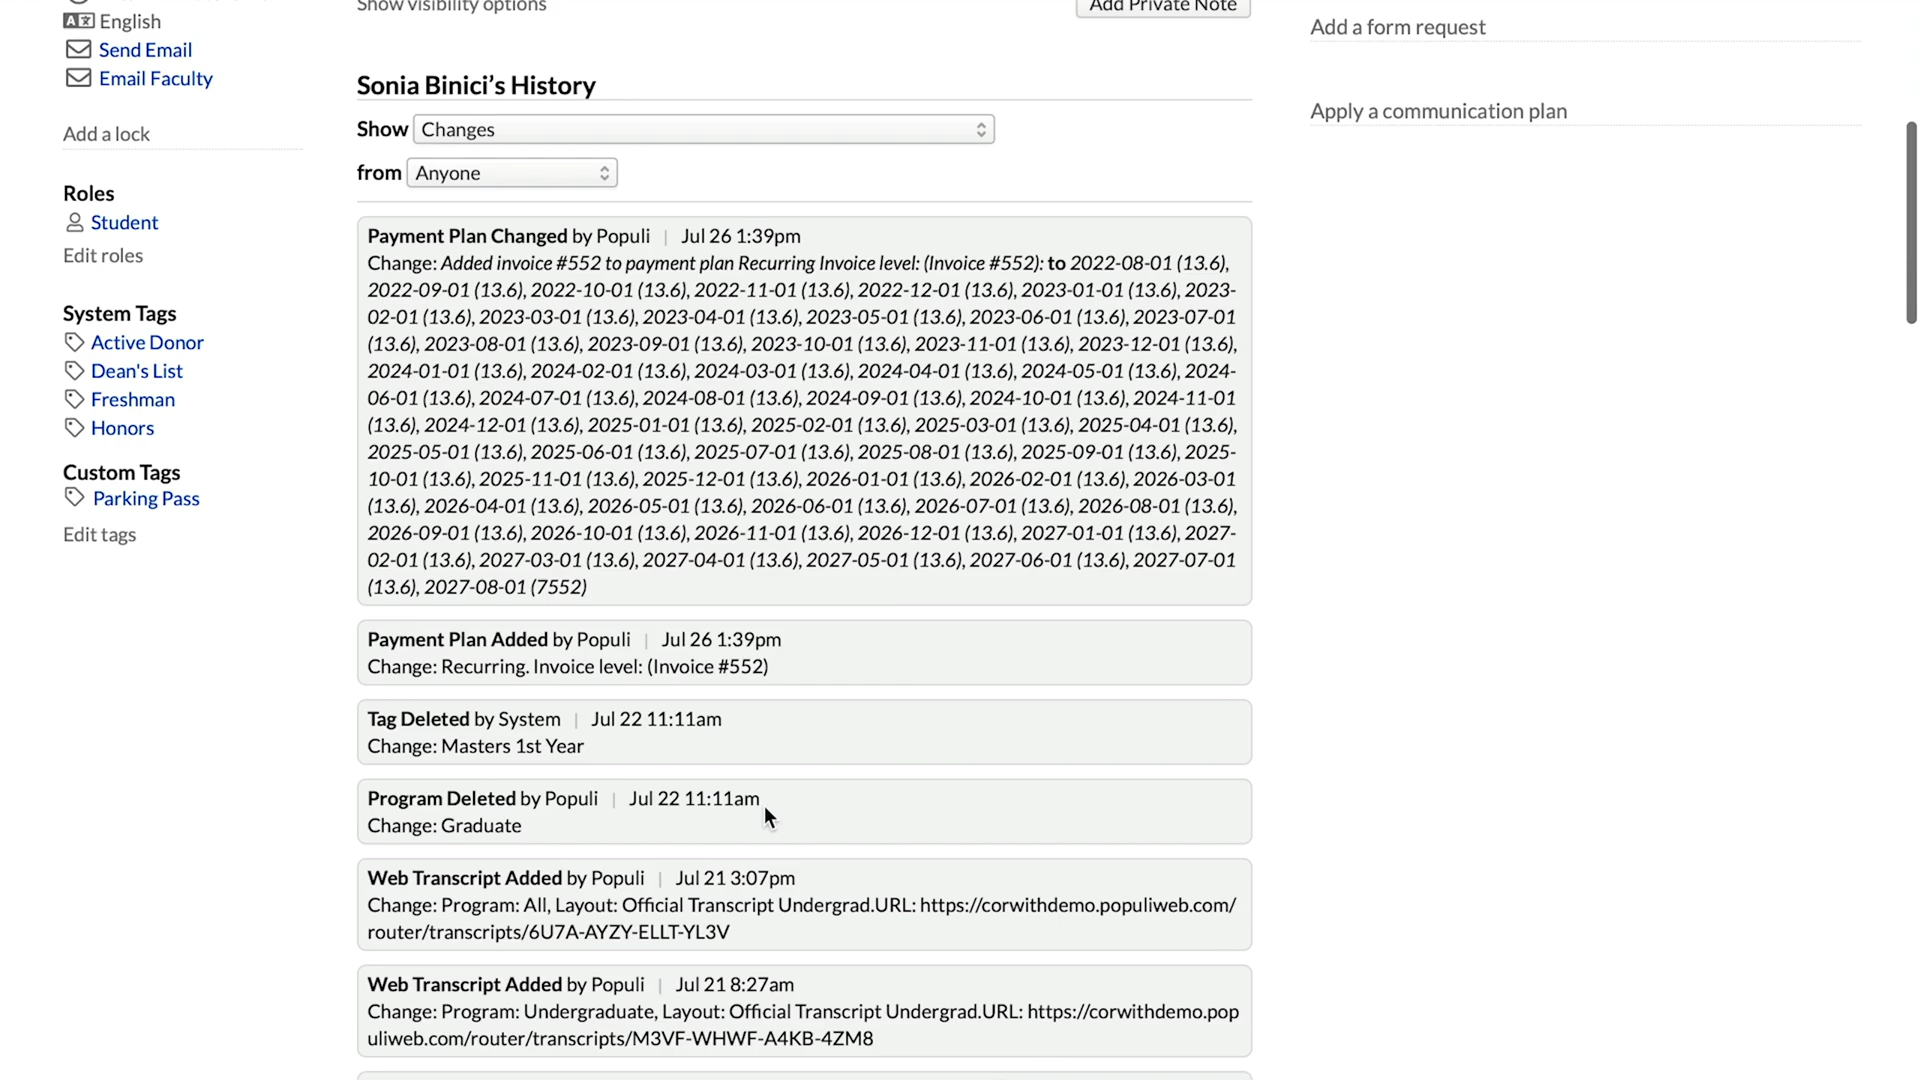 English
Send Email
Email Faculty
Add a lock
Roles
Student
Edit roles
System Tags
Active Donor
Dean's List
Freshman
Honors
Custom Tags
Parking Pass
Edit tags
Show visibility options
Add Private Note
Sonia Binici’s History
Show Changes
from Anyone
Payment Plan Changed by Populi | Jul 26 1:39pm
Change: Added invoice #552 to payment plan Recurring Invoice level: (Invoice #552): to 2022-08-01 (13.6),
2022-09-01 (13.6), 2022-10-01 (13.6), 2022-11-01 (13.6), 2022-12-01 (13.6), 2023-01-01 (13.6), 2023-
02-01 (13.6), 2023-03-01 (13.6), 2023-04-01 (13.6), 2023-05-01 (13.6), 2023-06-01 (13.6), 2023-07-01
(13.6), 2023-08-01 (13.6), 2023-09-01 (13.6), 2023-10-01 (13.6), 2023-11-01 (13.6), 2023-12-01 (13.6),
2024-01-01 (13.6), 2024-02-01 (13.6), 2024-03-01 (13.6), 2024-04-01 (13.6), 2024-05-01 (13.6), 2024-
06-01 (13.6), 2024-07-01 (13.6), 2024-08-01 (13.6), 2024-09-01 (13.6), 2024-10-01 (13.6), 2024-11-01
(13.6), 2024-12-01 (13.6), 2025-01-01 (13.6), 2025-02-01 (13.6), 2025-03-01 (13.6), 2025-04-01 (13.6),
2025-05-01 (13.6), 2025-06-01 (13.6), 2025-07-01 (13.6), 2025-08-01 (13.6), 2025-09-01 (13.6), 2025-
10-01 (13.6), 2025-11-01 (13.6), 2025-12-01 (13.6), 2026-01-01 (13.6), 2026-02-01 (13.6), 2026-03-01
(13.6), 2026-04-01 (13.6), 2026-05-01 (13.6), 2026-06-01 (13.6), 2026-07-01 (13.6), 2026-08-01 (13.6),
2026-09-01 (13.6), 2026-10-01 (13.6), 2026-11-01 (13.6), 2026-12-01 (13.6), 2027-01-01 (13.6), 2027-
02-01 (13.6), 2027-03-01 (13.6), 2027-04-01 (13.6), 2027-05-01 (13.6), 2027-06-01 (13.6), 2027-07-01
(13.6), 2027-08-01 (7552)
Payment Plan Added by Populi | Jul 26 1:39pm
Change: Recurring. Invoice level: (Invoice #552)
Tag Deleted by System | Jul 22 11:11am
Change: Masters 1st Year
Program Deleted by Populi | Jul 22 11:11am
Change: Graduate
Web Transcript Added by Populi | Jul 21 3:07pm
Change: Program: All, Layout: Official Transcript Undergrad.URL: https://corwithdemo.populiweb.com/
router/transcripts/6U7A-AYZY-ELLT-YL3V
Web Transcript Added by Populi | Jul 21 8:27am
Change: Program: Undergraduate, Layout: Official Transcript Undergrad.URL: https://corwithdemo.pop
uliweb.com/router/transcripts/M3VF-WHWF-A4KB-4ZM8
Add a form request
Apply a communication plan